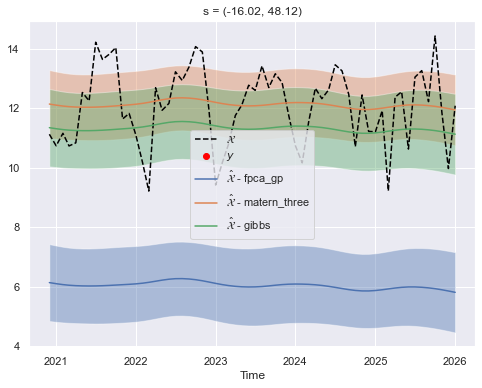 s = (-16.02, 48.12)
14
12
10
8
6
4
𝒳
y
𝒳̂ - fpca_gp
𝒳̂ - matern_three
𝒳̂ - gibbs
2021 2022 2023 2024 2025 2026
Time